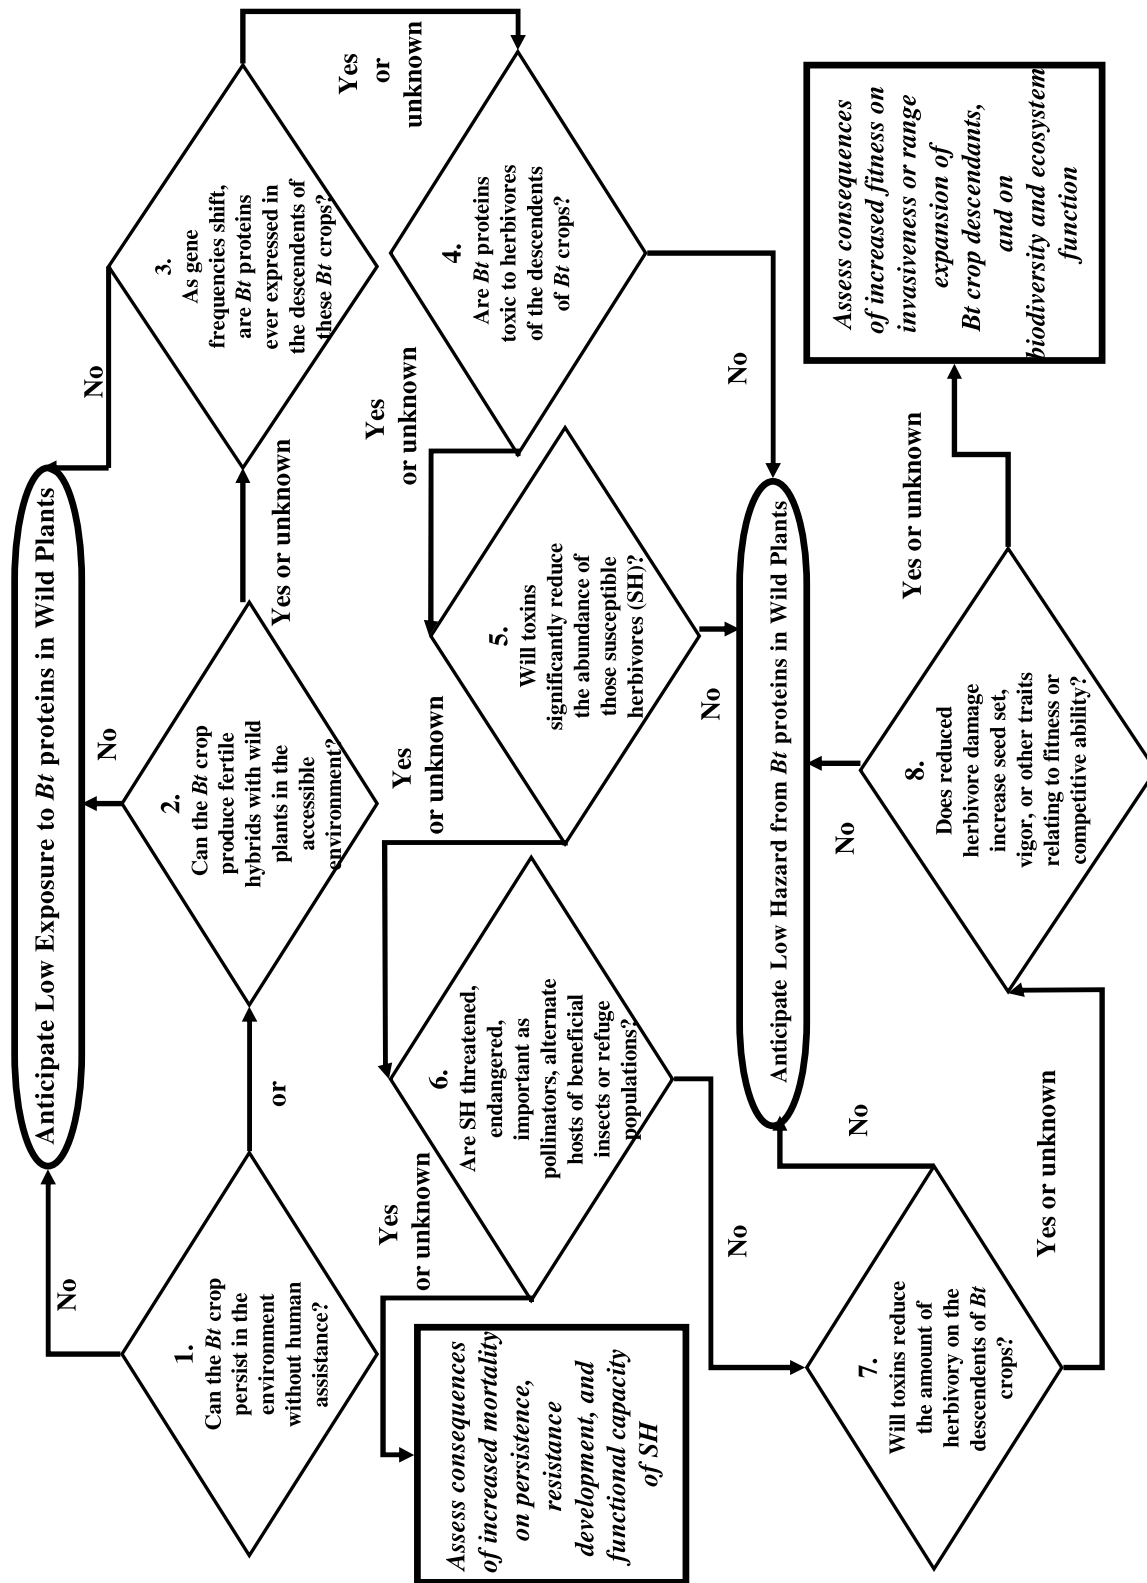 Anticipate Low Exposure to Bt proteins in Wild Plants
No
No
No
1.
Can the Bt crop
persist in the
environment
without human
assistance?
or
2.
Can the Bt crop
produce fertile
hybrids with wild
plants in the
accessible
environment?
Yes or unknown
3.
As gene
frequencies shift,
are Bt proteins
ever expressed in
the descendents of
these Bt crops?
Yes
or
unknown
4.
Are Bt proteins
toxic to herbivores
of the descendents
of Bt crops?
Yes
or unknown
No
5.
Will toxins
significantly reduce
the abundance of
those susceptible
herbivores (SH)?
Yes
or unknown
No
6.
Are SH threatened,
endangered,
important as
pollinators, alternate
hosts of beneficial
insects or refuge
populations?
Yes
or unknown
No
Assess consequences
of increased mortality
on persistence,
resistance
development, and
functional capacity
of SH
Anticipate Low Hazard from Bt proteins in Wild Plants
7.
Will toxins reduce
the amount of
herbivory on the
descendents of Bt
crops?
No
Yes or unknown
8.
Does reduced
herbivore damage
increase seed set,
vigor, or other traits
relating to fitness or
competitive ability?
No
Yes or unknown
Assess consequences
of increased fitness on
invasiveness or range
expansion of
Bt crop descendants,
and on
biodiversity and ecosystem
function